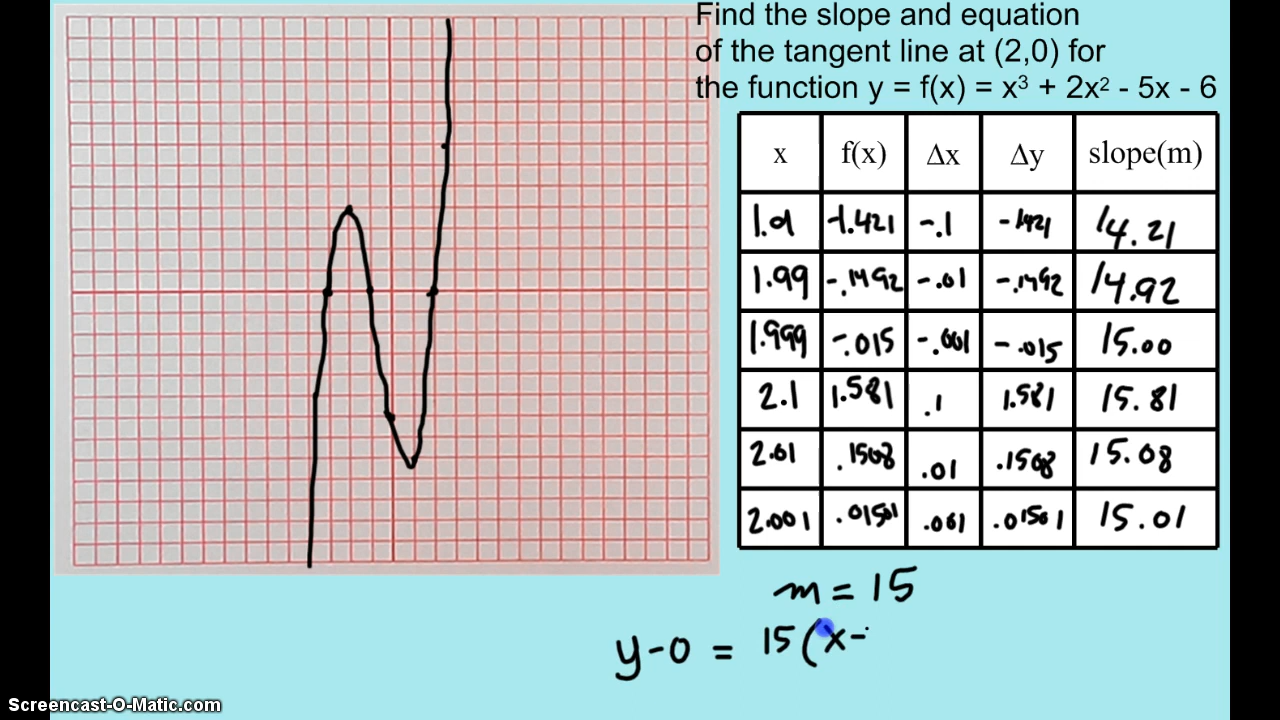 Find the slope and equation
of the tangent line at (2,0) for
the function y = f(x) = x³ + 2x² - 5x - 6
x f(x) Δx Δy slope(m)
1.9 -1.421 -.1 -1.421 14.21
1.99 -.1492 -.01 -.1492 14.92
1.999 -.015 -.001 -.015 15.00
2.1 1.581 .1 1.581 15.81
2.01 .1508 .01 .1508 15.08
2.001 .01501 .001 .01501 15.01
m = 15
y-0 = 15(x-
Screencast-O-Matic.com